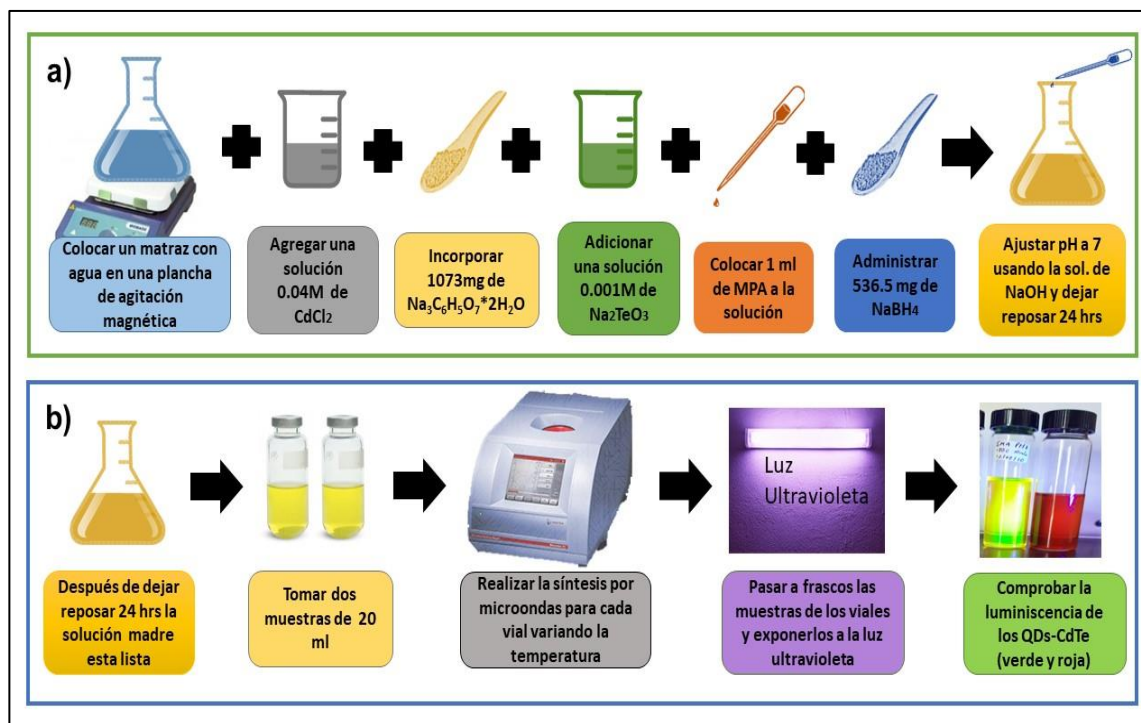 a)
Colocar un matraz con
agua en una plancha
de agitación
magnética
Agregar una
solución
0.04M de
CdCl₂
Incorporar
1073mg de
Na₃C₆H₅O₇*2H₂O
Adicionar
una solución
0.001M de
Na₂TeO₃
Colocar 1 ml
de MPA a la
solución
Administrar
536.5 mg de
NaBH₄
Ajustar pH a 7
usando la sol. de
NaOH y dejar
reposar 24 hrs
b)
Luz
Ultravioleta
Después de dejar
reposar 24 hrs la
solución madre
esta lista
Tomar dos
muestras de 20
ml
Realizar la síntesis por
microondas para cada
vial variando la
temperatura
Pasar a frascos las
muestras de los viales
y exponerlos a la luz
ultravioleta
Comprobar la
luminiscencia de
los QDs-CdTe
(verde y roja)